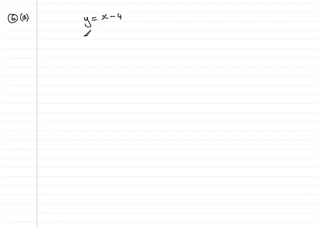 ⑥ (a) y = x - 4